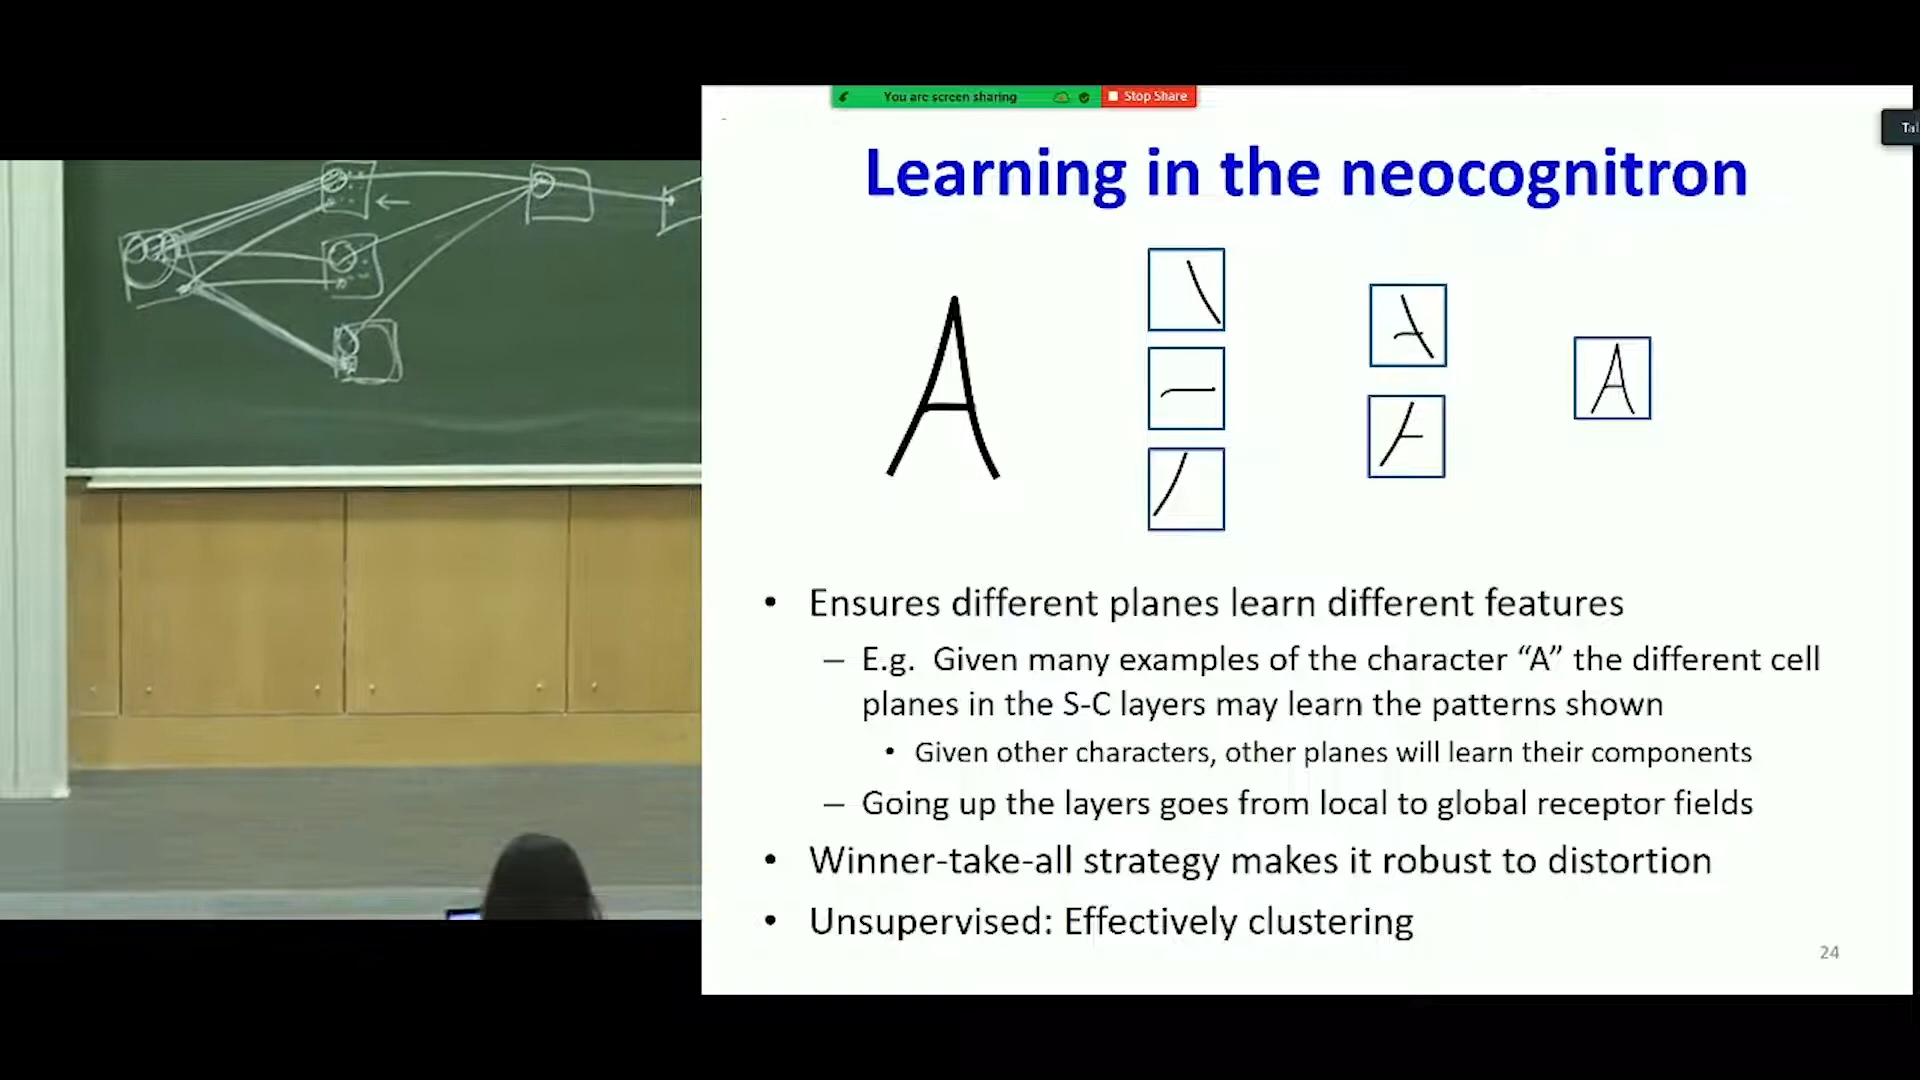 You are screen sharing
Stop Share
Learning in the neocognitron
A
A
• Ensures different planes learn different features
– E.g. Given many examples of the character “A” the different cell
planes in the S-C layers may learn the patterns shown
• Given other characters, other planes will learn their components
– Going up the layers goes from local to global receptor fields
• Winner-take-all strategy makes it robust to distortion
• Unsupervised: Effectively clustering
24